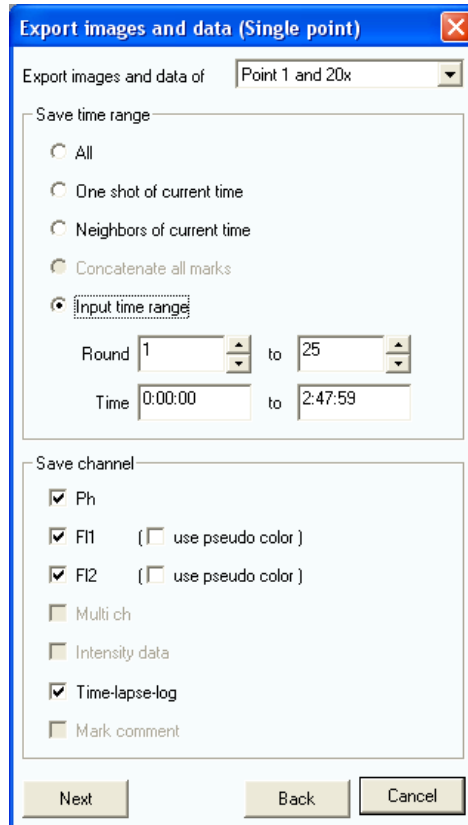 Export images and data (Single point)
Export images and data of Point 1 and 20x
Save time range
All
One shot of current time
Neighbors of current time
Concatenate all marks
Input time range
Round 1 to 25
Time 0:00:00 to 2:47:59
Save channel
Ph
Fl1 ( use pseudo color )
Fl2 ( use pseudo color )
Multi ch
Intensity data
Time-lapse-log
Mark comment
Next Back Cancel